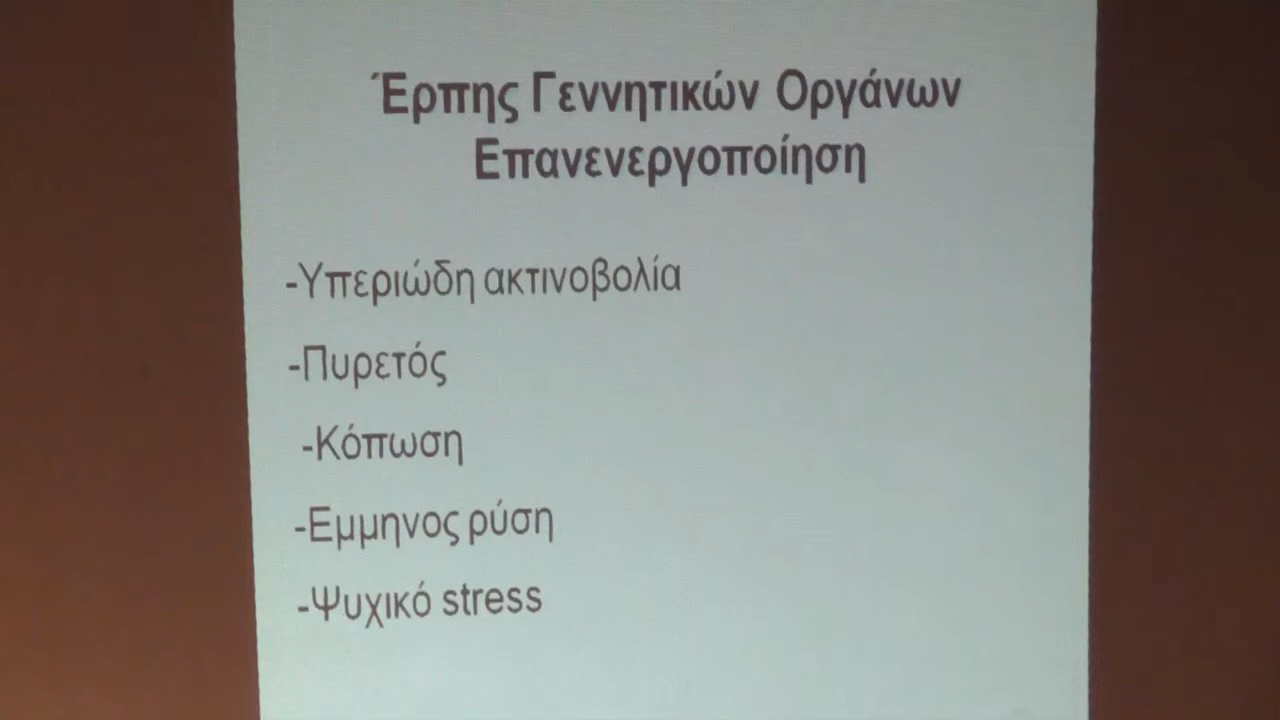 Έρπης Γεννητικών Οργάνων
Επανενεργοποίηση
-Υπεριώδη ακτινοβολία
-Πυρετός
-Κόπωση
-Εμμηνος ρύση
-Ψυχικό stress